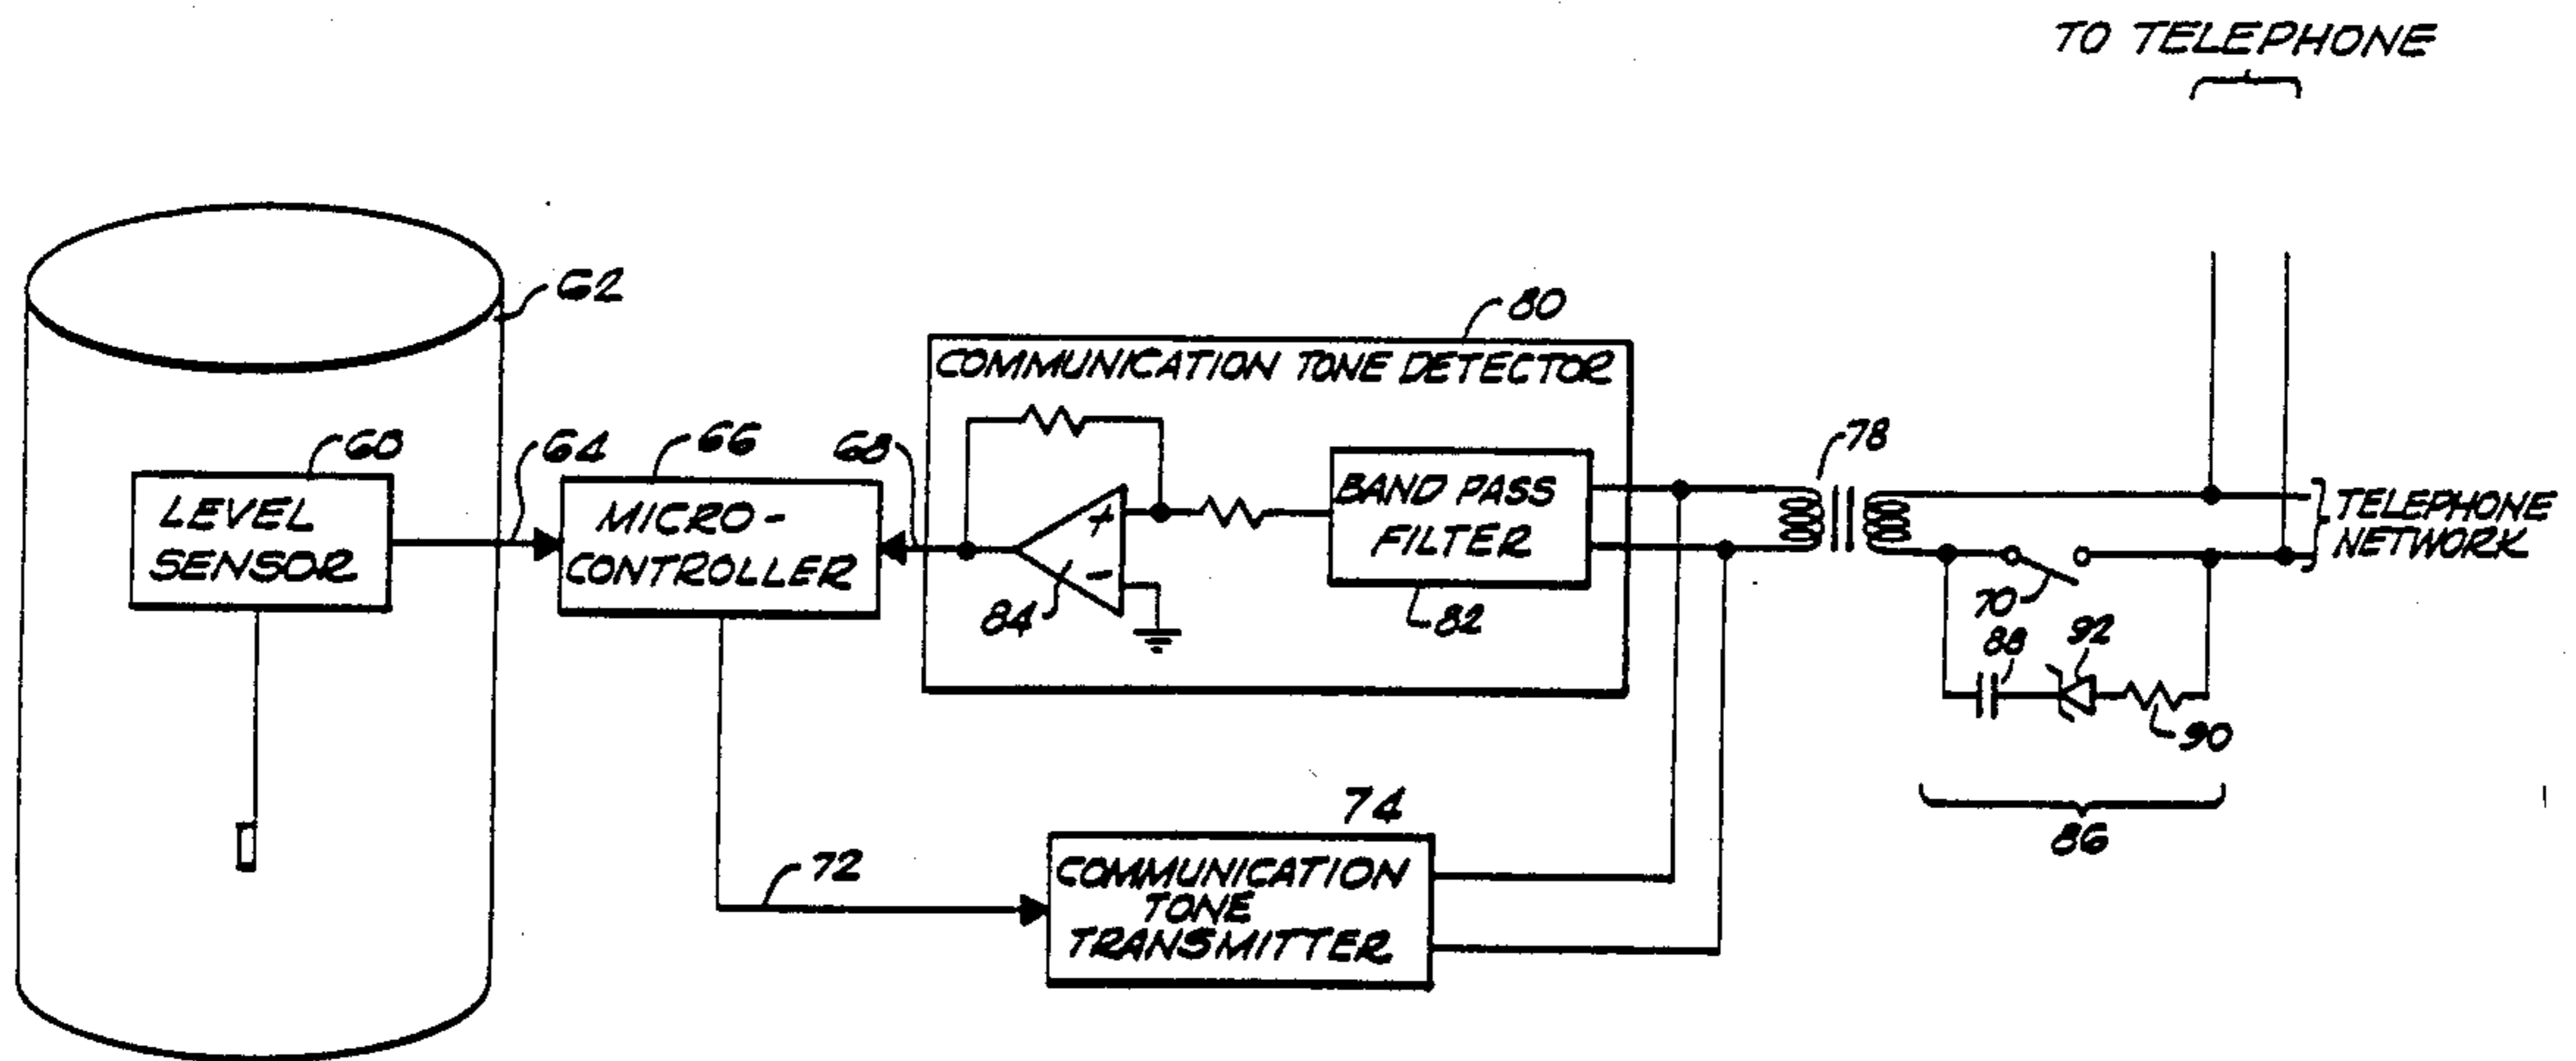 TO TELEPHONE
62
80
COMMUNICATION TONE DETECTOR
60
64
66
68
78
LEVEL
SENSOR
MICRO-
CONTROLLER
+
-
84
BAND PASS
FILTER
82
TELEPHONE
NETWORK
70
88
92
90
86
72
74
COMMUNICATION
TONE
TRANSMITTER